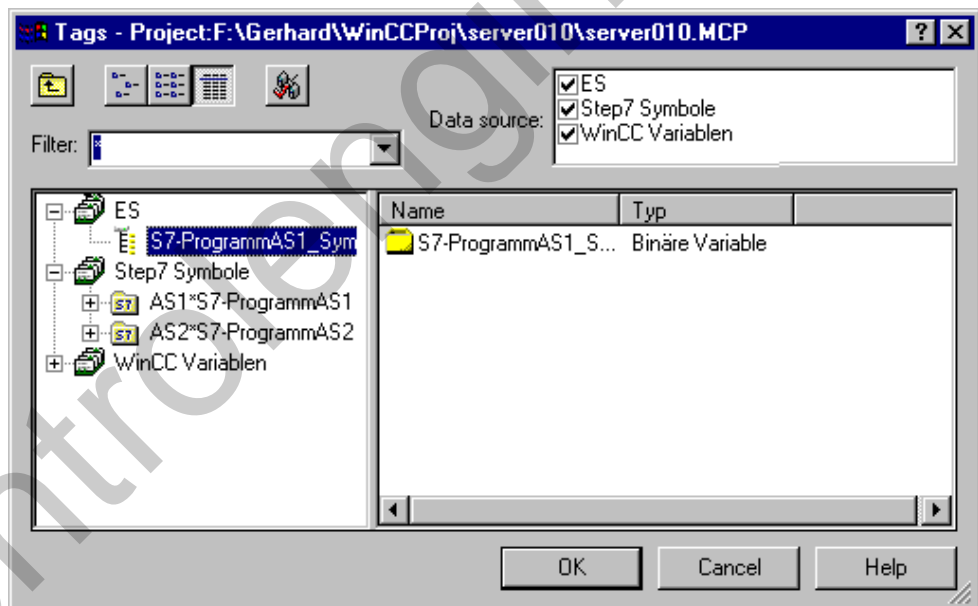 Tags - Project:F:\Gerhard\WinCCProj\server010\server010.MCP
Data source:
ES
Step7 Symbole
WinCC Variablen
Filter: *
ES
S7-ProgrammAS1_Sym
Step7 Symbole
AS1*S7-ProgrammAS1
AS2*S7-ProgrammAS2
WinCC Variablen
Name Typ
S7-ProgrammAS1_S... Binäre Variable
OK Cancel Help
ntroleng